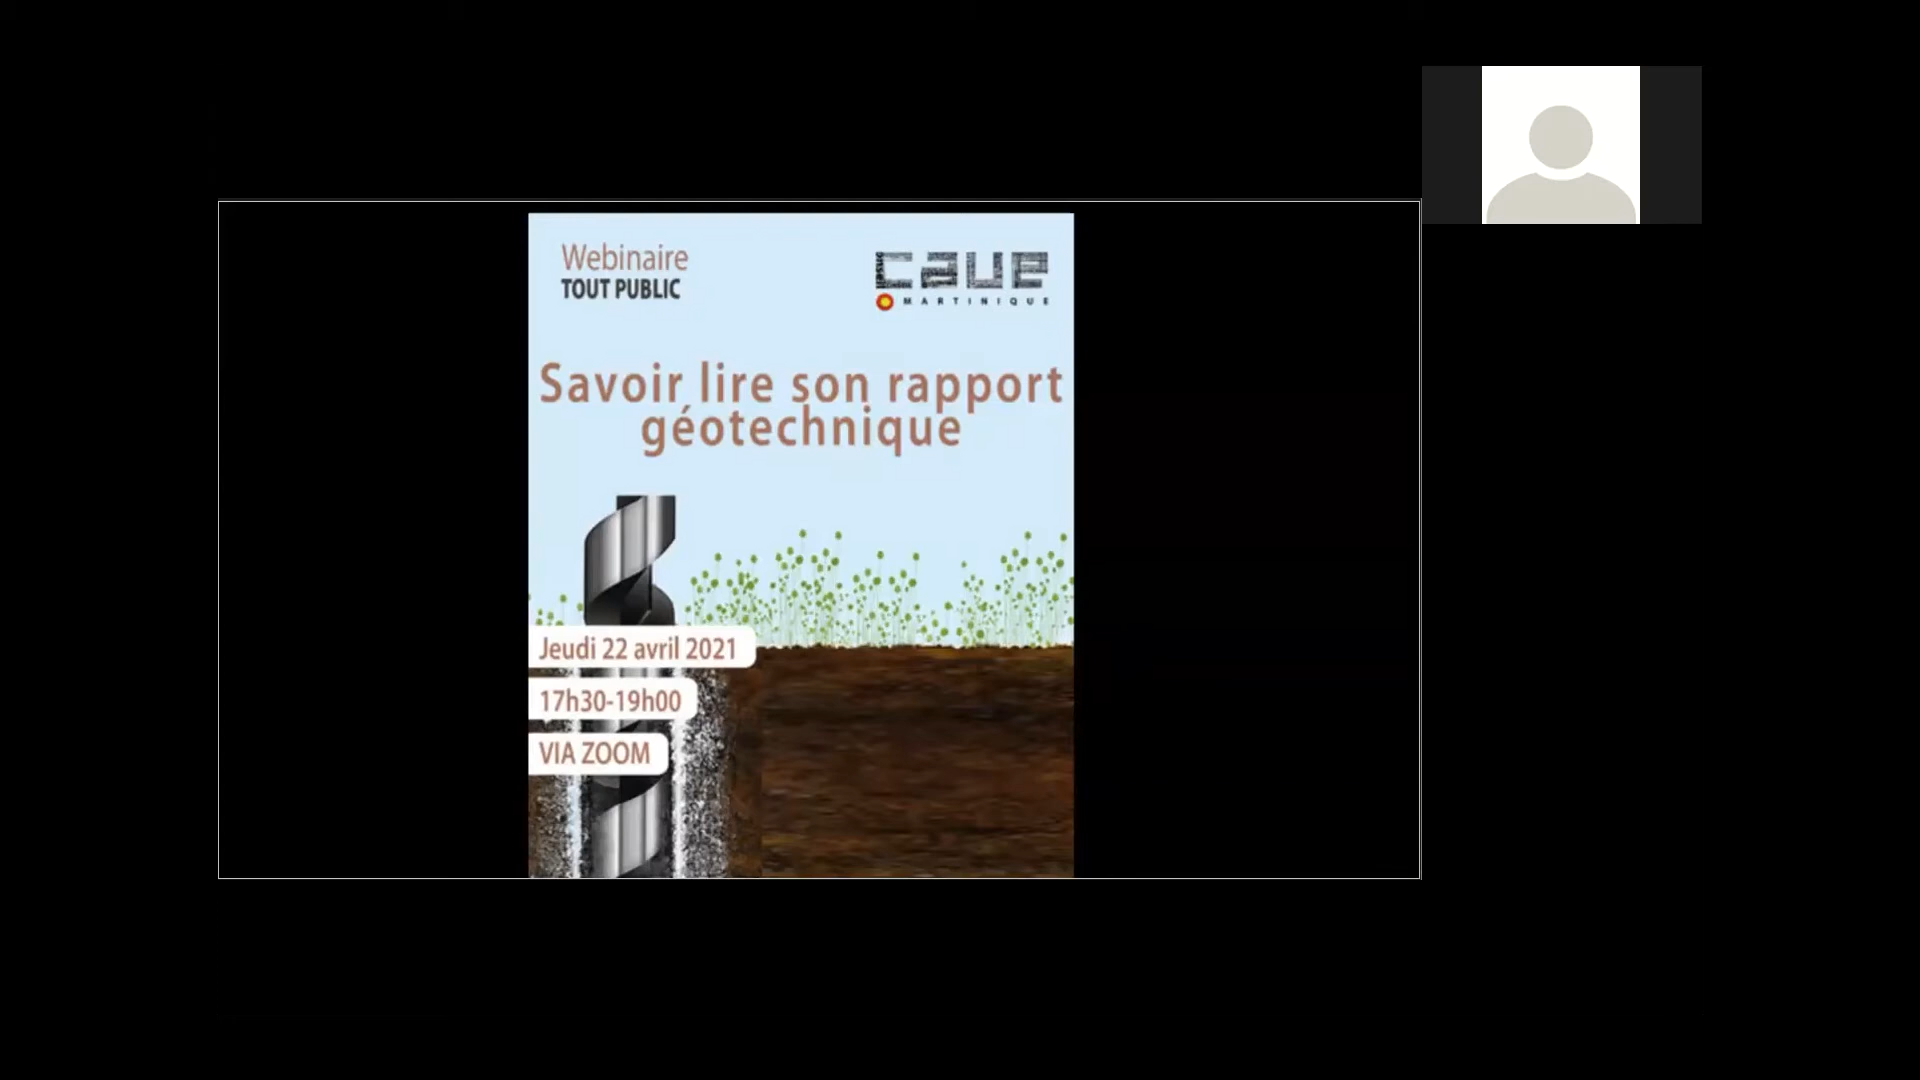 Webinaire
TOUT PUBLIC
caue
MARTINIQUE
Savoir lire son rapport
géotechnique
Jeudi 22 avril 2021
17h30-19h00
VIA ZOOM